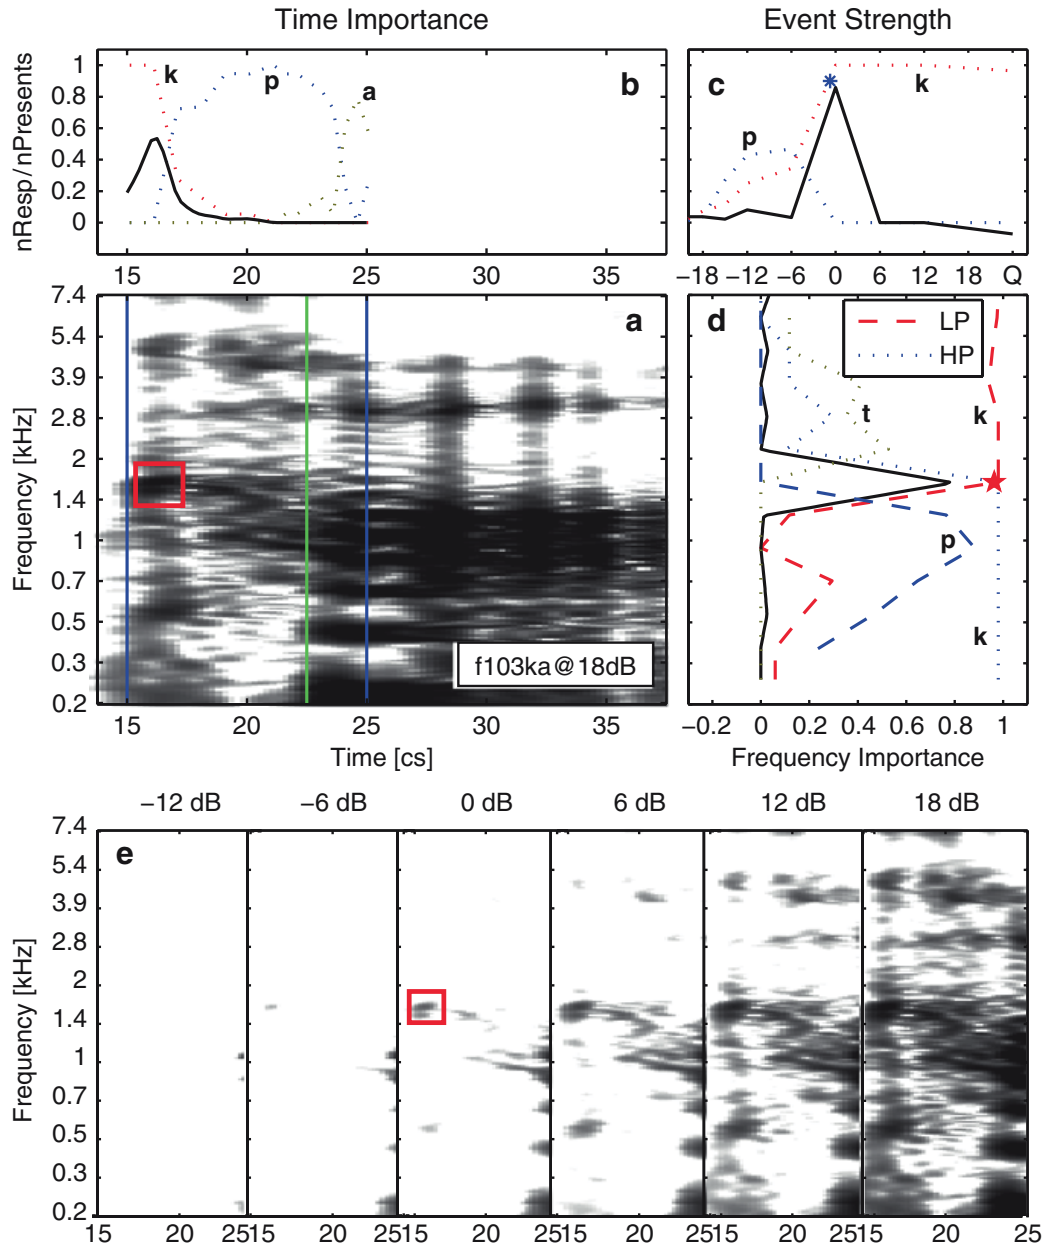 Time Importance
Event Strength
nResp/nPresents
1
0.8
0.6
0.4
0.2
0
k
p
a
b
15 20 25 30 35
c
p
k
−18 −12 −6 0 6 12 18 Q
Frequency [kHz]
7.4
5.4
3.9
2.8
2
1.4
1
0.7
0.5
0.3
0.2
a
f103ka@18dB
15 20 25 30 35
Time [cs]
d
LP
HP
t
k
p
k
−0.2 0 0.2 0.4 0.6 0.8 1
Frequency Importance
−12 dB −6 dB 0 dB 6 dB 12 dB 18 dB
Frequency [kHz]
7.4
5.4
3.9
2.8
2
1.4
1
0.7
0.5
0.3
0.2
e
15 20 2515 20 2515 20 2515 20 2515 20 25